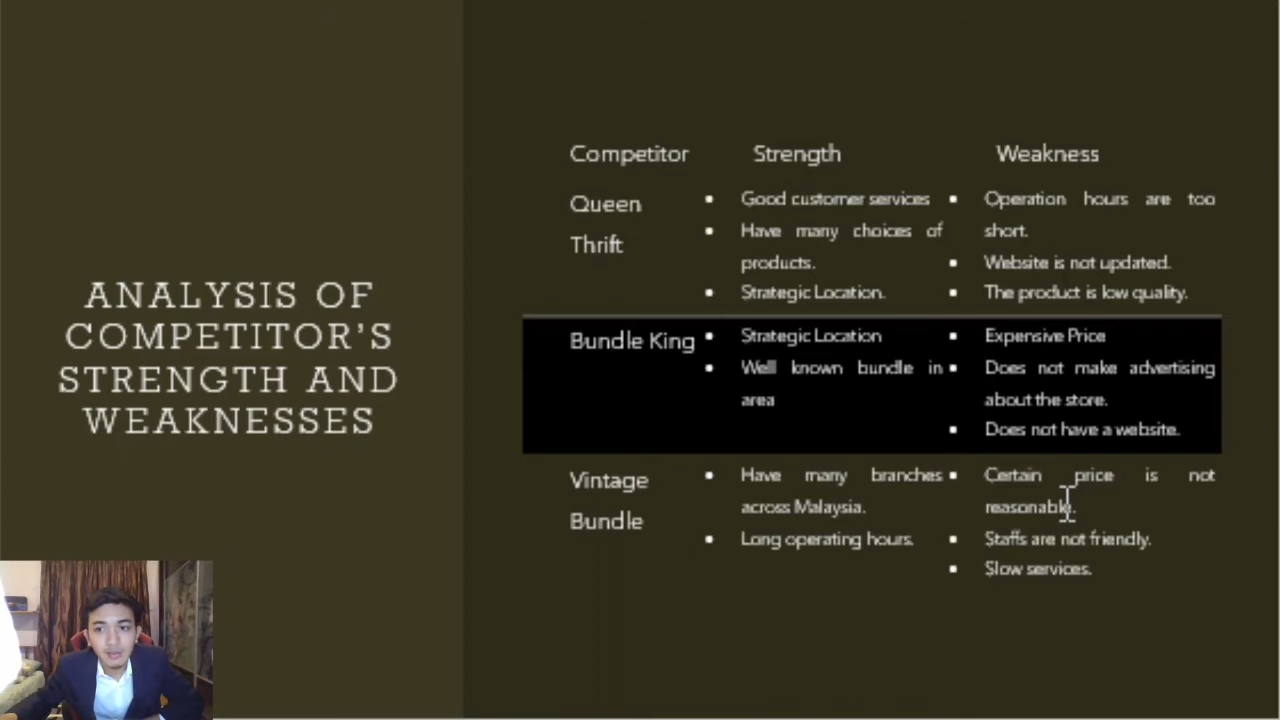 ANALYSIS OF
COMPETITOR'S
STRENGTH AND
WEAKNESSES
Competitor Strength Weakness
Queen
Thrift
• Good customer services
• Have many choices of
products.
• Strategic Location.
• Operation hours are too
short.
• Website is not updated.
• The product is low quality.
Bundle King
• Strategic Location
• Well known bundle in
area
• Expensive Price
• Does not make advertising
about the store.
• Does not have a website.
Vintage
Bundle
• Have many branches
across Malaysia.
• Long operating hours.
• Certain price is not
reasonable.
• Staffs are not friendly.
• Slow services.